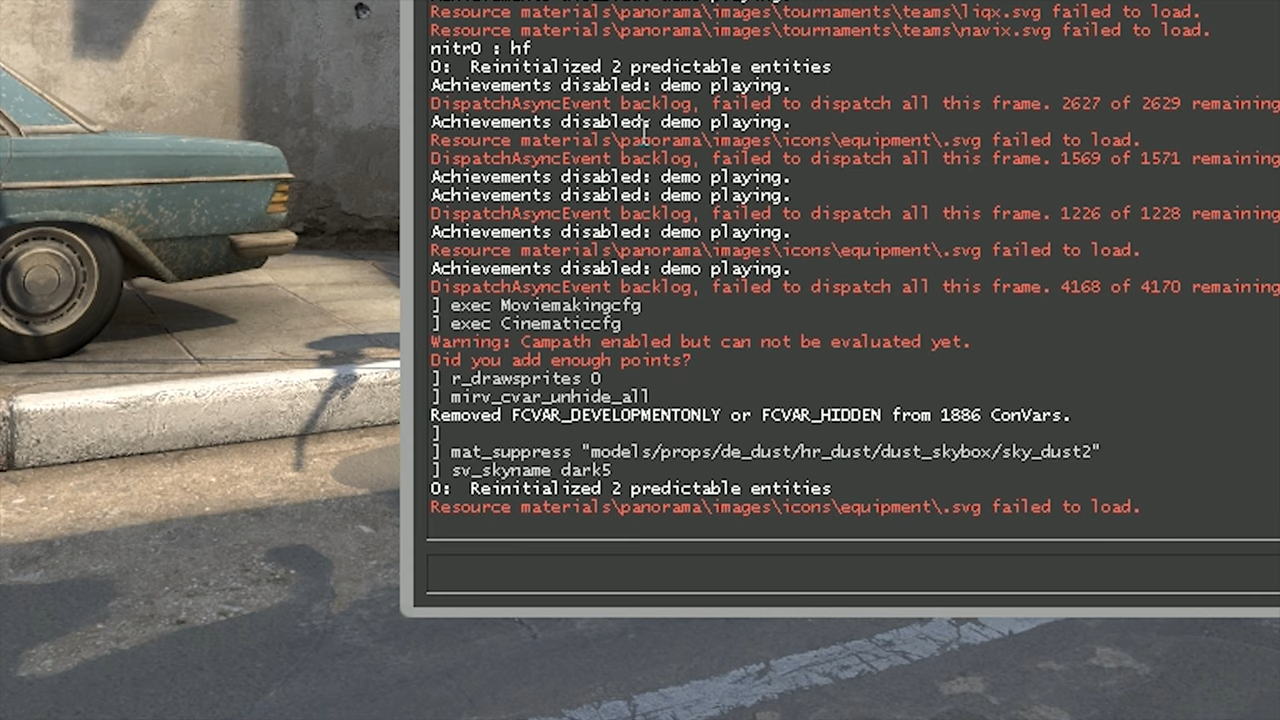 Resource materials\panorama\images\tournaments\teams\liqx.svg failed to load.
Resource materials\panorama\images\tournaments\teams\navix.svg failed to load.
nitr0 : hf
0:  Reinitialized 2 predictable entities
Achievements disabled: demo playing.
DispatchAsyncEvent backlog, failed to dispatch all this frame. 2627 of 2629 remaining
Achievements disabled: demo playing.
Resource materials\panorama\images\icons\equipment\.svg failed to load.
DispatchAsyncEvent backlog, failed to dispatch all this frame. 1569 of 1571 remaining
Achievements disabled: demo playing.
Achievements disabled: demo playing.
DispatchAsyncEvent backlog, failed to dispatch all this frame. 1226 of 1228 remaining
Achievements disabled: demo playing.
Resource materials\panorama\images\icons\equipment\.svg failed to load.
Achievements disabled: demo playing.
DispatchAsyncEvent backlog, failed to dispatch all this frame. 4168 of 4170 remaining
] exec Moviemakingcfg
] exec Cinematiccfg
Warning: Campath enabled but can not be evaluated yet.
Did you add enough points?
] r_drawsprites 0
] mirv_cvar_unhide_all
Removed FCVAR_DEVELOPMENTONLY or FCVAR_HIDDEN from 1886 ConVars.
]
] mat_suppress "models/props/de_dust/hr_dust/dust_skybox/sky_dust2"
] sv_skyname dark5
0:  Reinitialized 2 predictable entities
Resource materials\panorama\images\icons\equipment\.svg failed to load.